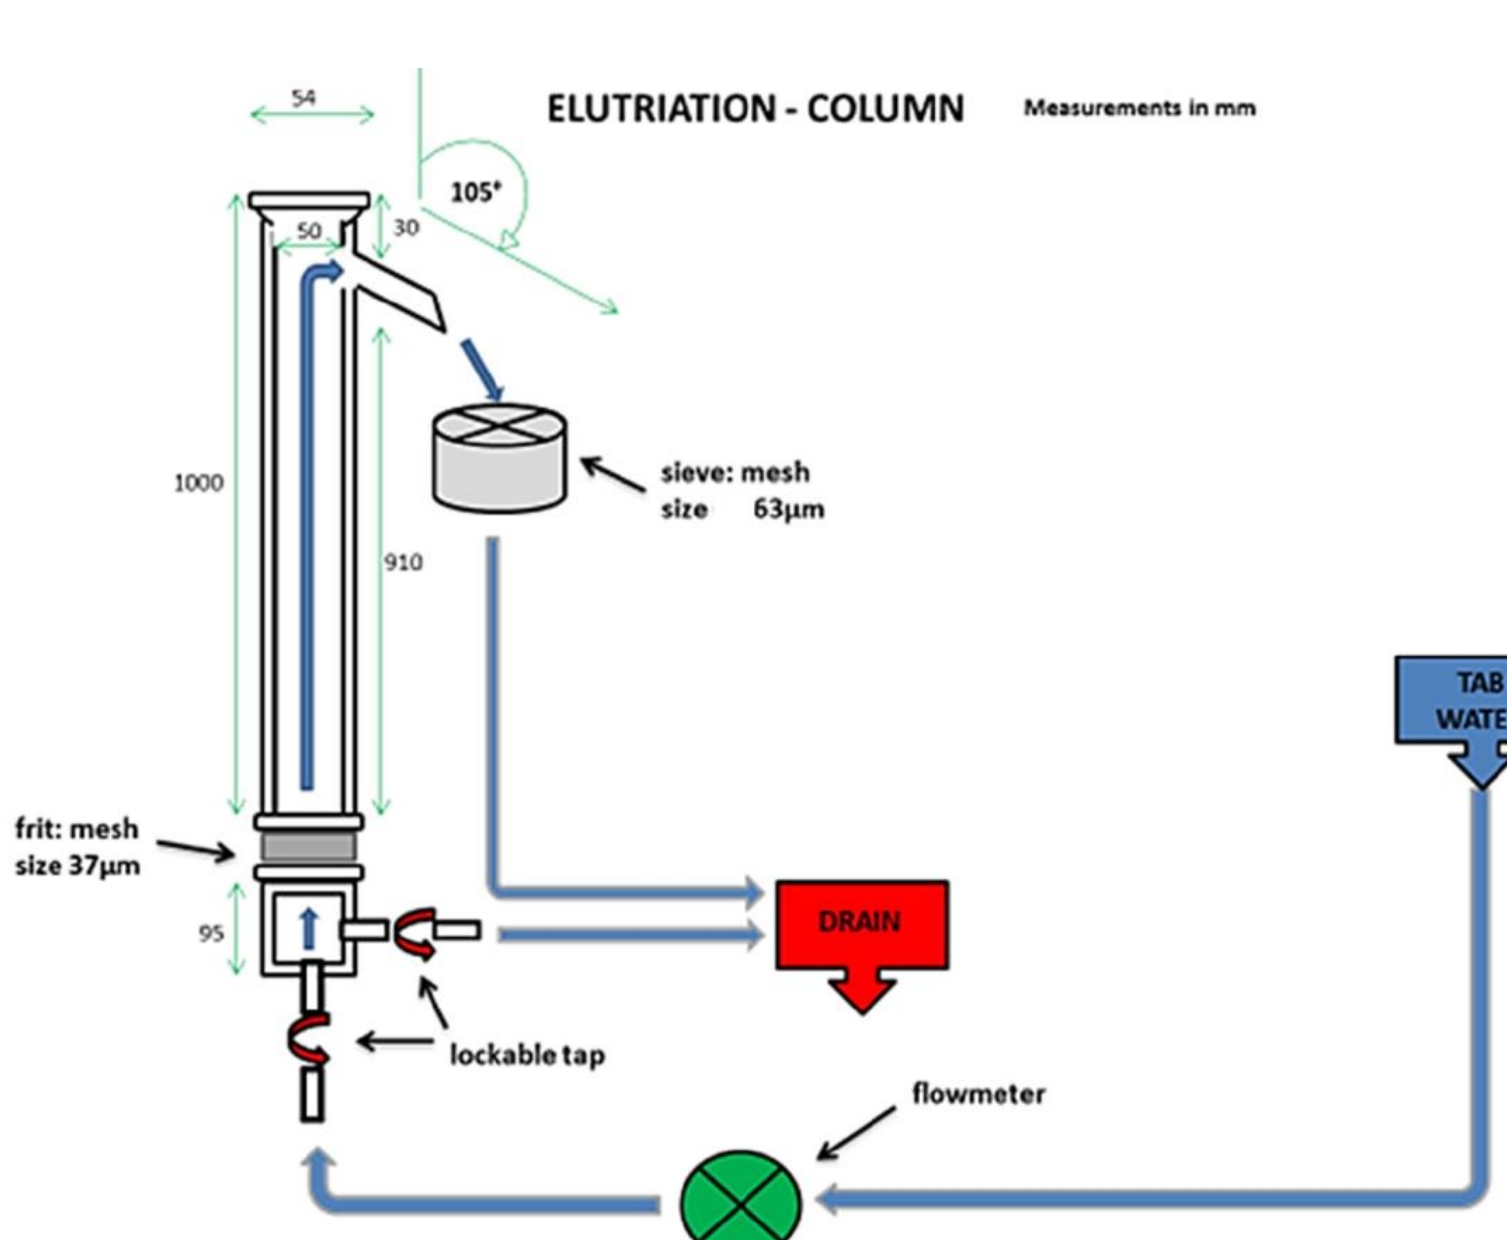 54
ELUTRIATION - COLUMN
Measurements in mm
105°
50
30
1000
910
sieve: mesh
size 63µm
TAB
WATE
frit: mesh
size 37µm
95
DRAIN
lockable tap
flowmeter